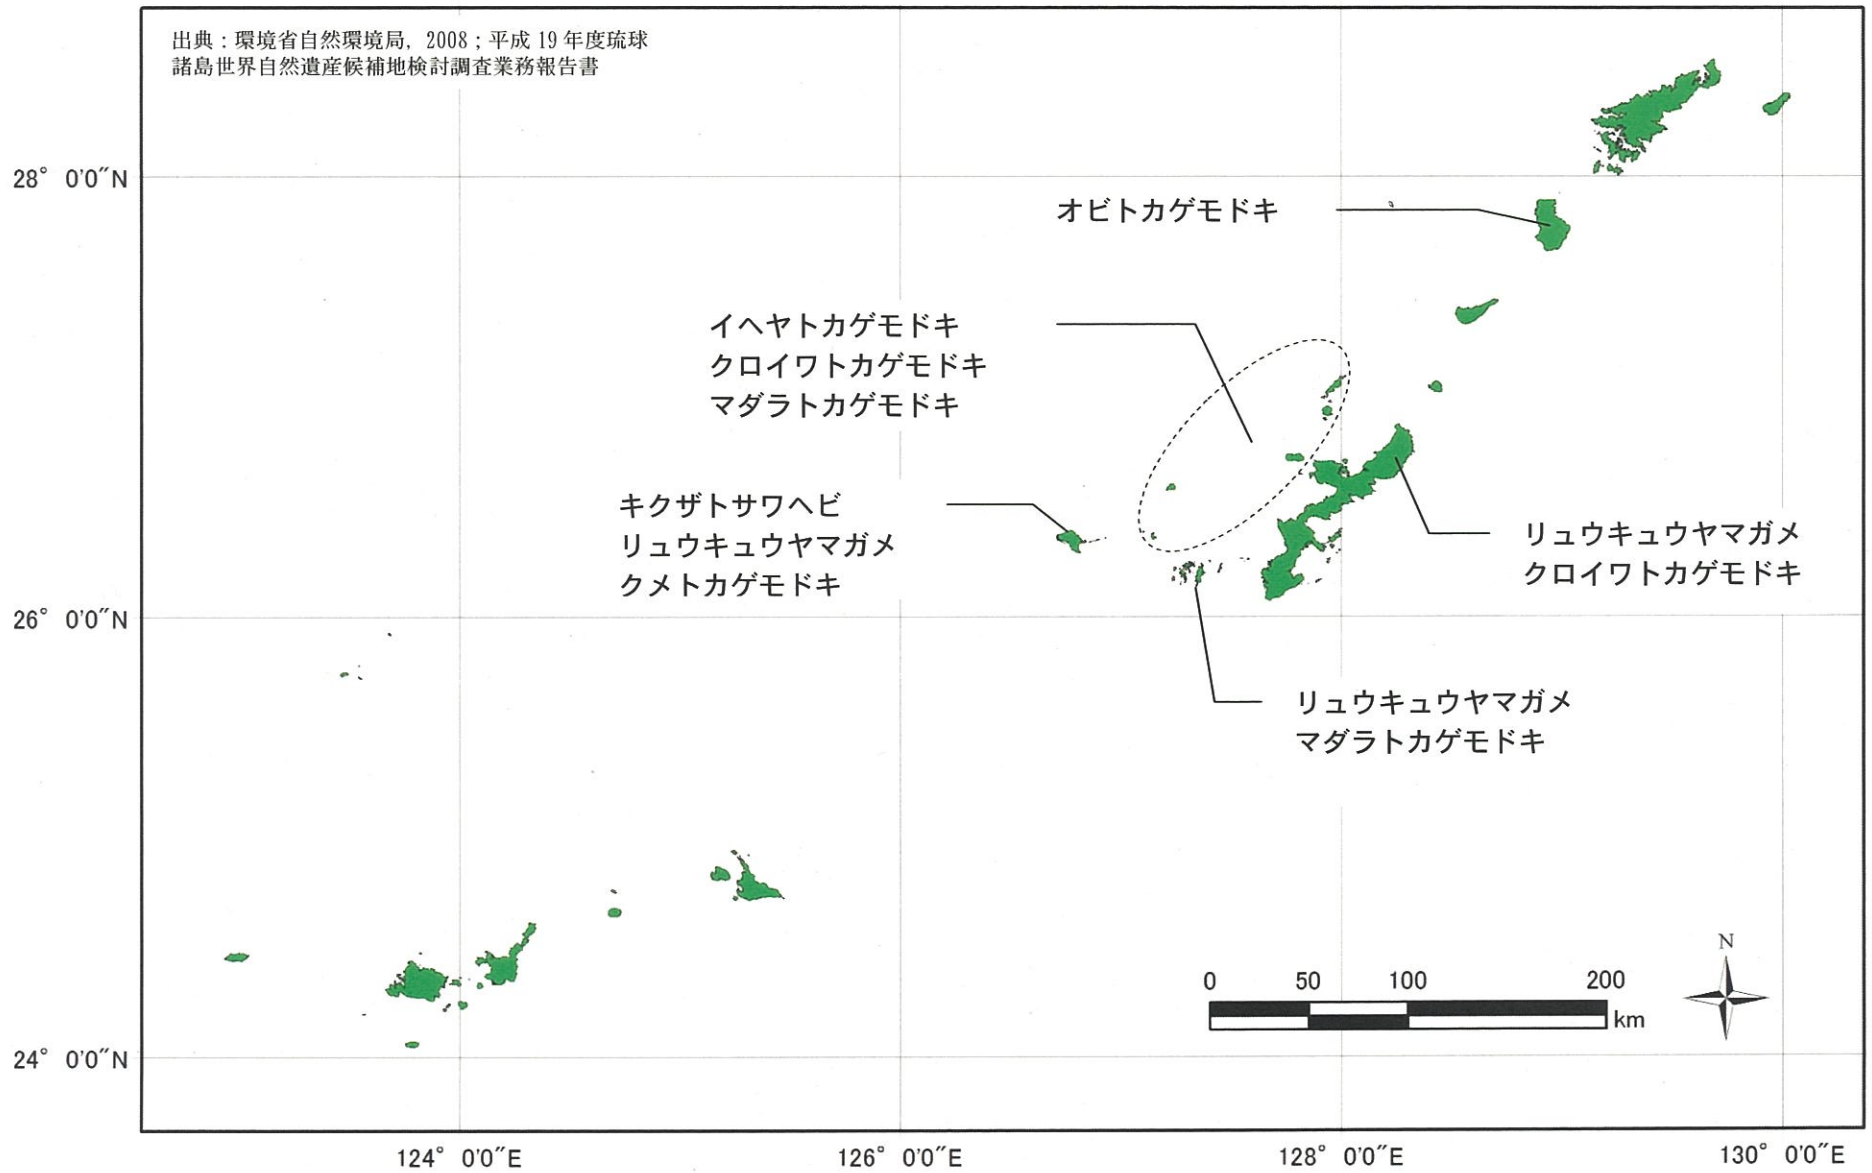 出典：環境省自然環境局，2008；平成 19 年度琉球
諸島世界自然遺産候補地検討調査業務報告書
28° 0'0"N
オビトカゲモドキ
イヘヤトカゲモドキ
クロイワトカゲモドキ
マダラトカゲモドキ
キクザトサワヘビ
リュウキュウヤマガメ
クメトカゲモドキ
リュウキュウヤマガメ
クロイワトカゲモドキ
26° 0'0"N
リュウキュウヤマガメ
マダラトカゲモドキ
N
0 50 100 200
km
24° 0'0"N
124° 0'0"E 126° 0'0"E 128° 0'0"E 130° 0'0"E